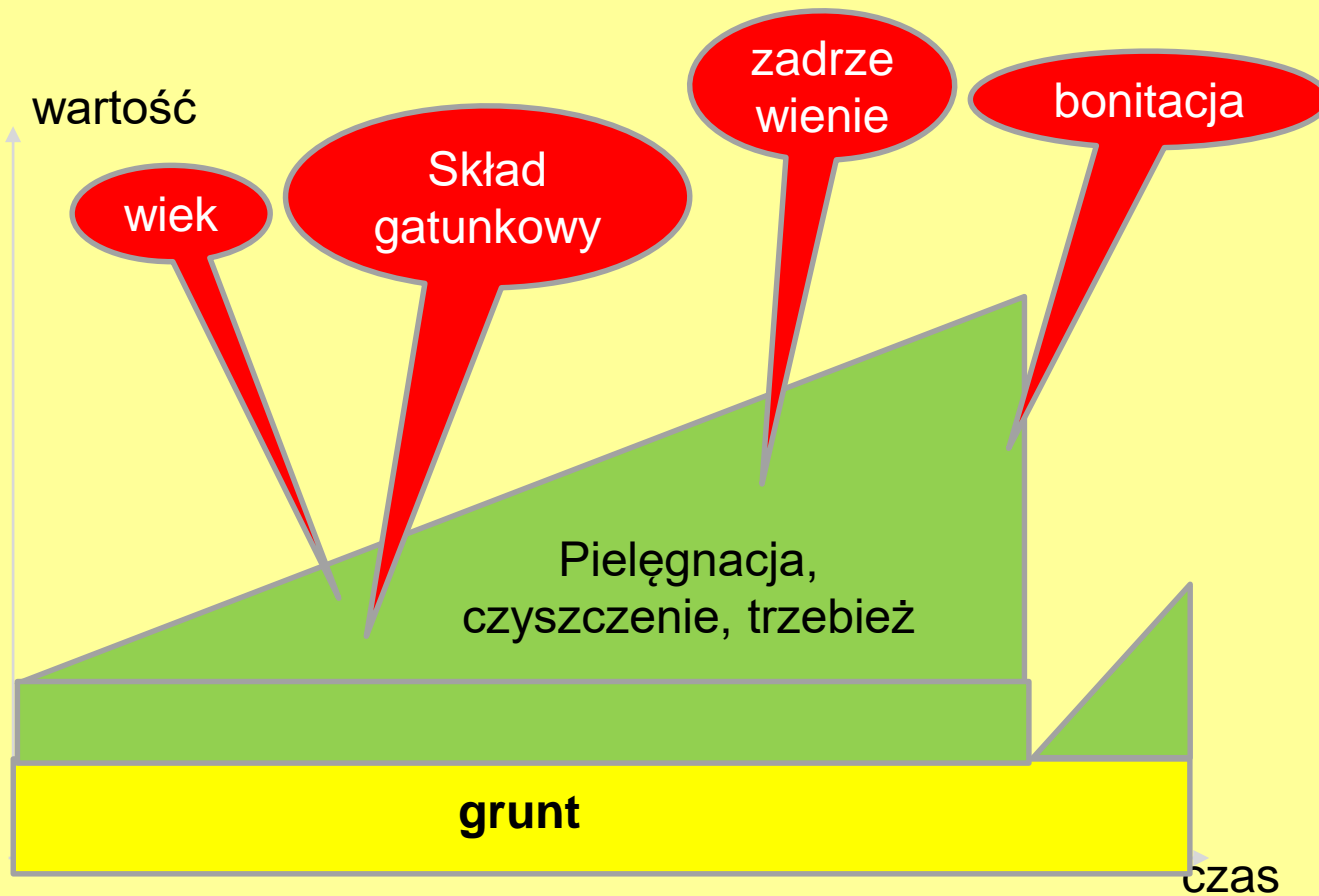 wartość
wiek
Skład
gatunkowy
zadrze
wienie
bonitacja
Pielęgnacja,
czyszczenie, trzebież
grunt
czas